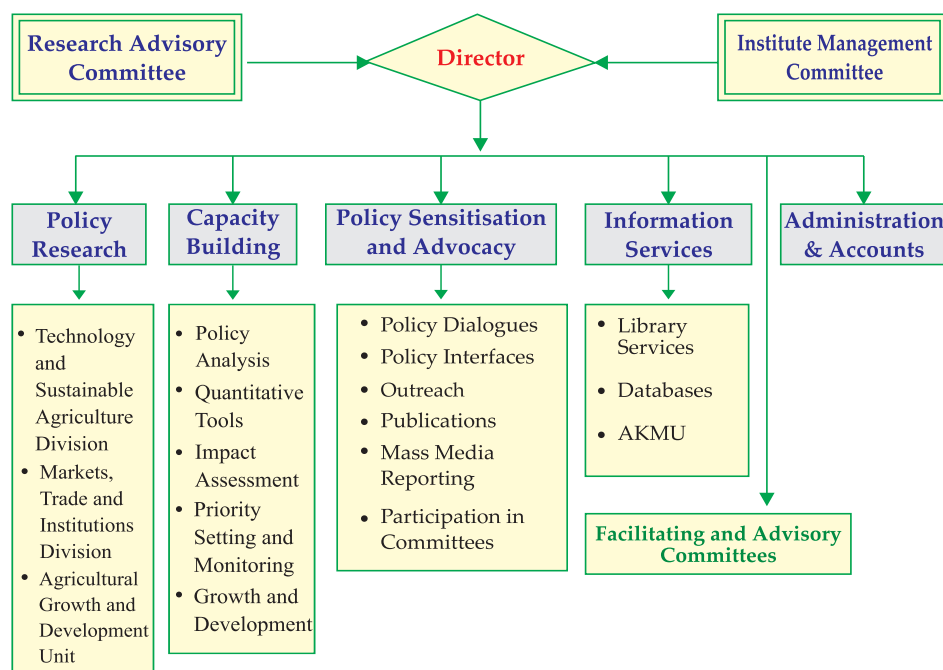 Research Advisory
Committee
Director
Institute Management
Committee
Policy
Research
Capacity
Building
Policy Sensitisation
and Advocacy
Information
Services
Administration
& Accounts
• Technology
and
Sustainable
Agriculture
Division
• Markets,
Trade and
Institutions
Division
• Agricultural
Growth and
Development
Unit
• Policy
Analysis
• Quantitative
Tools
• Impact
Assessment
• Priority
Setting and
Monitoring
• Growth and
Development
• Policy Dialogues
• Policy Interfaces
• Outreach
• Publications
• Mass Media
Reporting
• Participation in
Committees
• Library
Services
• Databases
• AKMU
Facilitating and Advisory
Committees